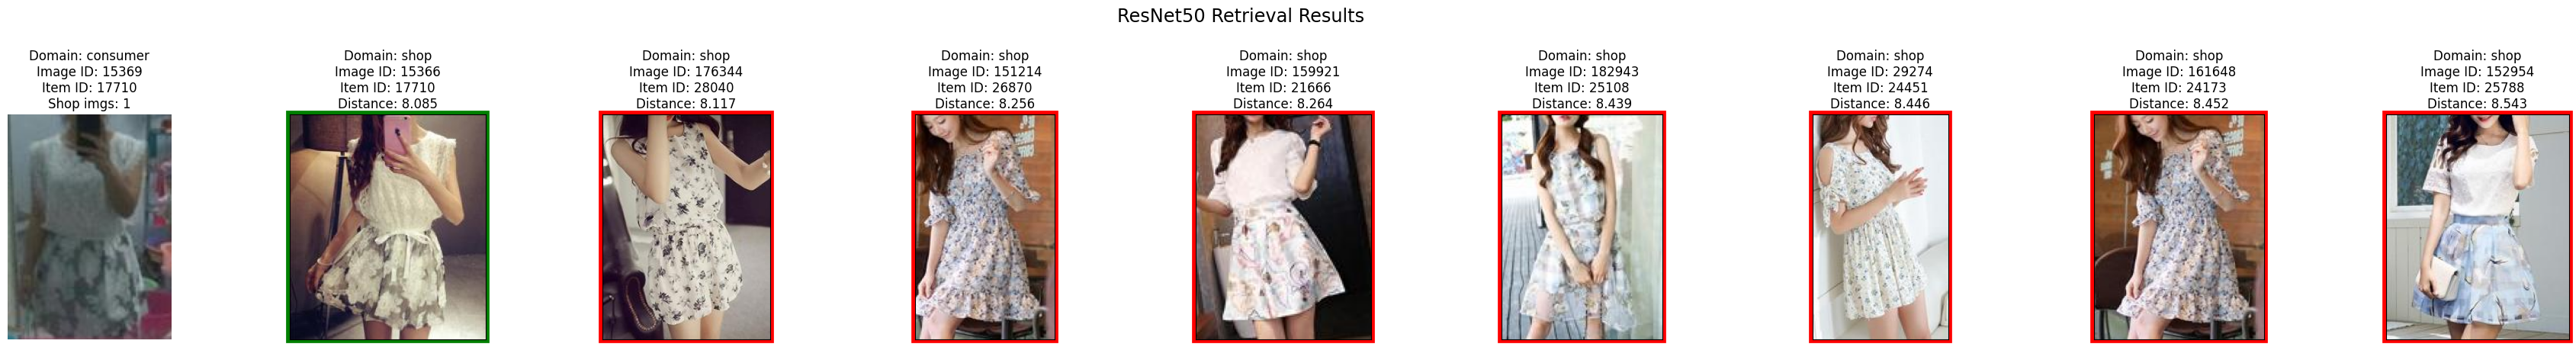 ResNet50 Retrieval Results
Domain: consumer
Image ID: 15369
Item ID: 17710
Shop imgs: 1
Domain: shop
Image ID: 15366
Item ID: 17710
Distance: 8.085
Domain: shop
Image ID: 176344
Item ID: 28040
Distance: 8.117
Domain: shop
Image ID: 151214
Item ID: 26870
Distance: 8.256
Domain: shop
Image ID: 159921
Item ID: 21666
Distance: 8.264
Domain: shop
Image ID: 182943
Item ID: 25108
Distance: 8.439
Domain: shop
Image ID: 29274
Item ID: 24451
Distance: 8.446
Domain: shop
Image ID: 161648
Item ID: 24173
Distance: 8.452
Domain: shop
Image ID: 152954
Item ID: 25788
Distance: 8.543